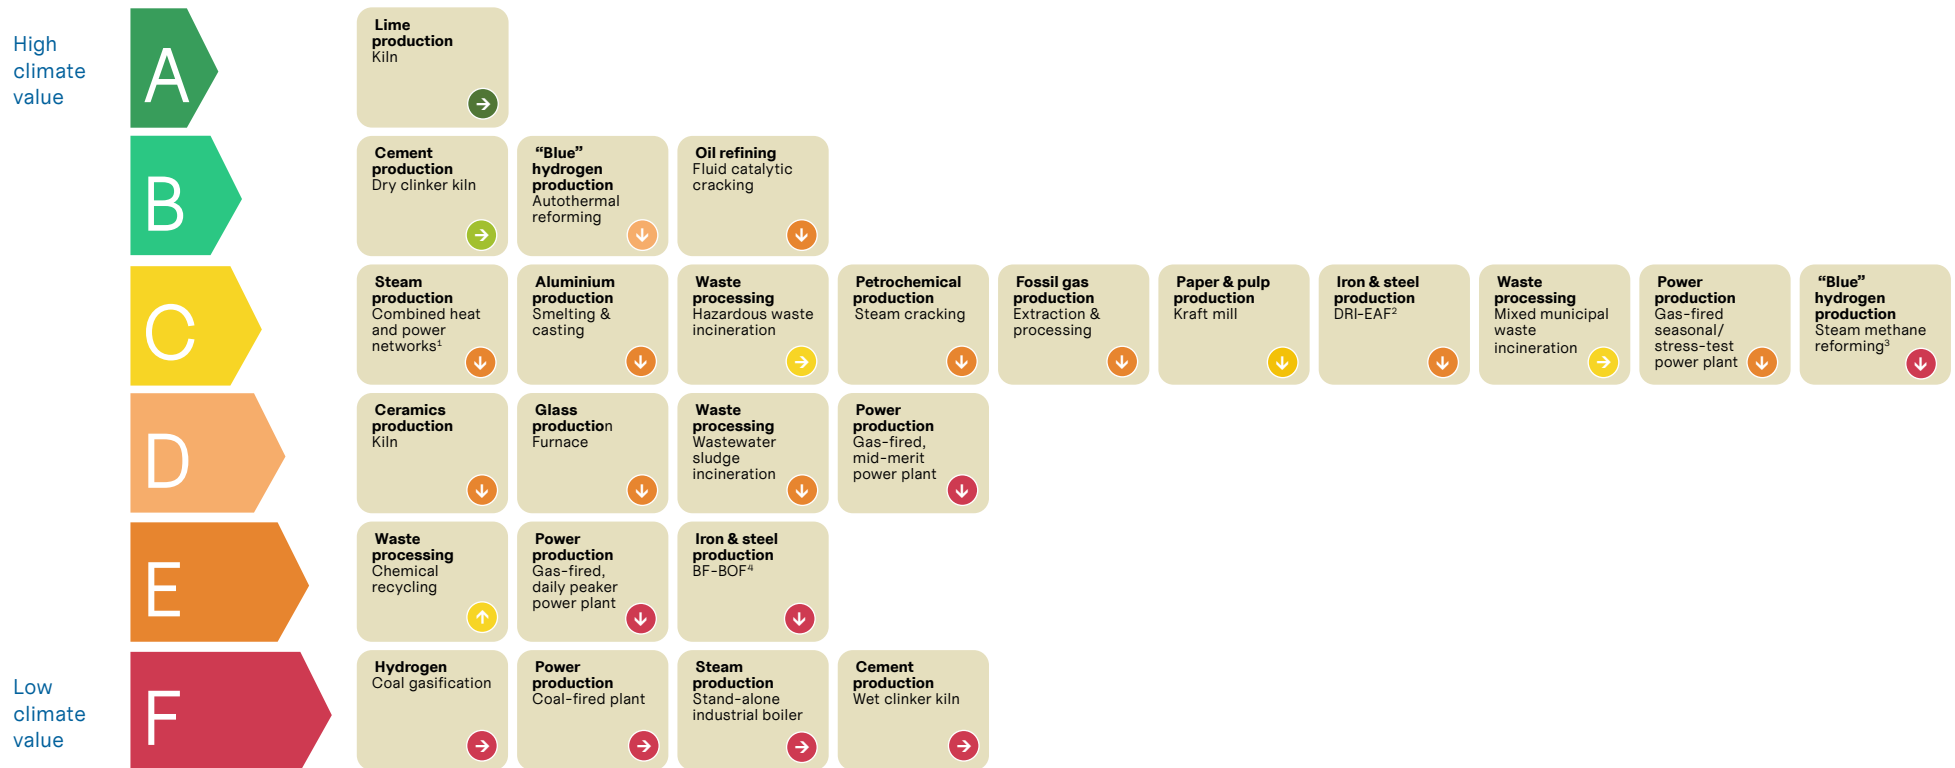 High
climate
value
A
Lime
production
Kiln
B
Cement
production
Dry clinker kiln
“Blue”
hydrogen
production
Autothermal
reforming
Oil refining
Fluid catalytic
cracking
C
Steam
production
Combined heat
and power
networks¹
Aluminium
production
Smelting &
casting
Waste
processing
Hazardous waste
incineration
Petrochemical
production
Steam cracking
Fossil gas
production
Extraction &
processing
Paper & pulp
production
Kraft mill
Iron & steel
production
DRI-EAF²
Waste
processing
Mixed municipal
waste
incineration
Power
production
Gas-fired
seasonal/
stress-test
power plant
“Blue”
hydrogen
production
Steam methane
reforming³
D
Ceramics
production
Kiln
Glass
production
Furnace
Waste
processing
Wastewater
sludge
incineration
Power
production
Gas-fired,
mid-merit
power plant
E
Waste
processing
Chemical
recycling
Power
production
Gas-fired,
daily peaker
power plant
Iron & steel
production
BF-BOF⁴
Low
climate
value
F
Hydrogen
Coal gasification
Power
production
Coal-fired plant
Steam
production
Stand-alone
industrial boiler
Cement
production
Wet clinker kiln